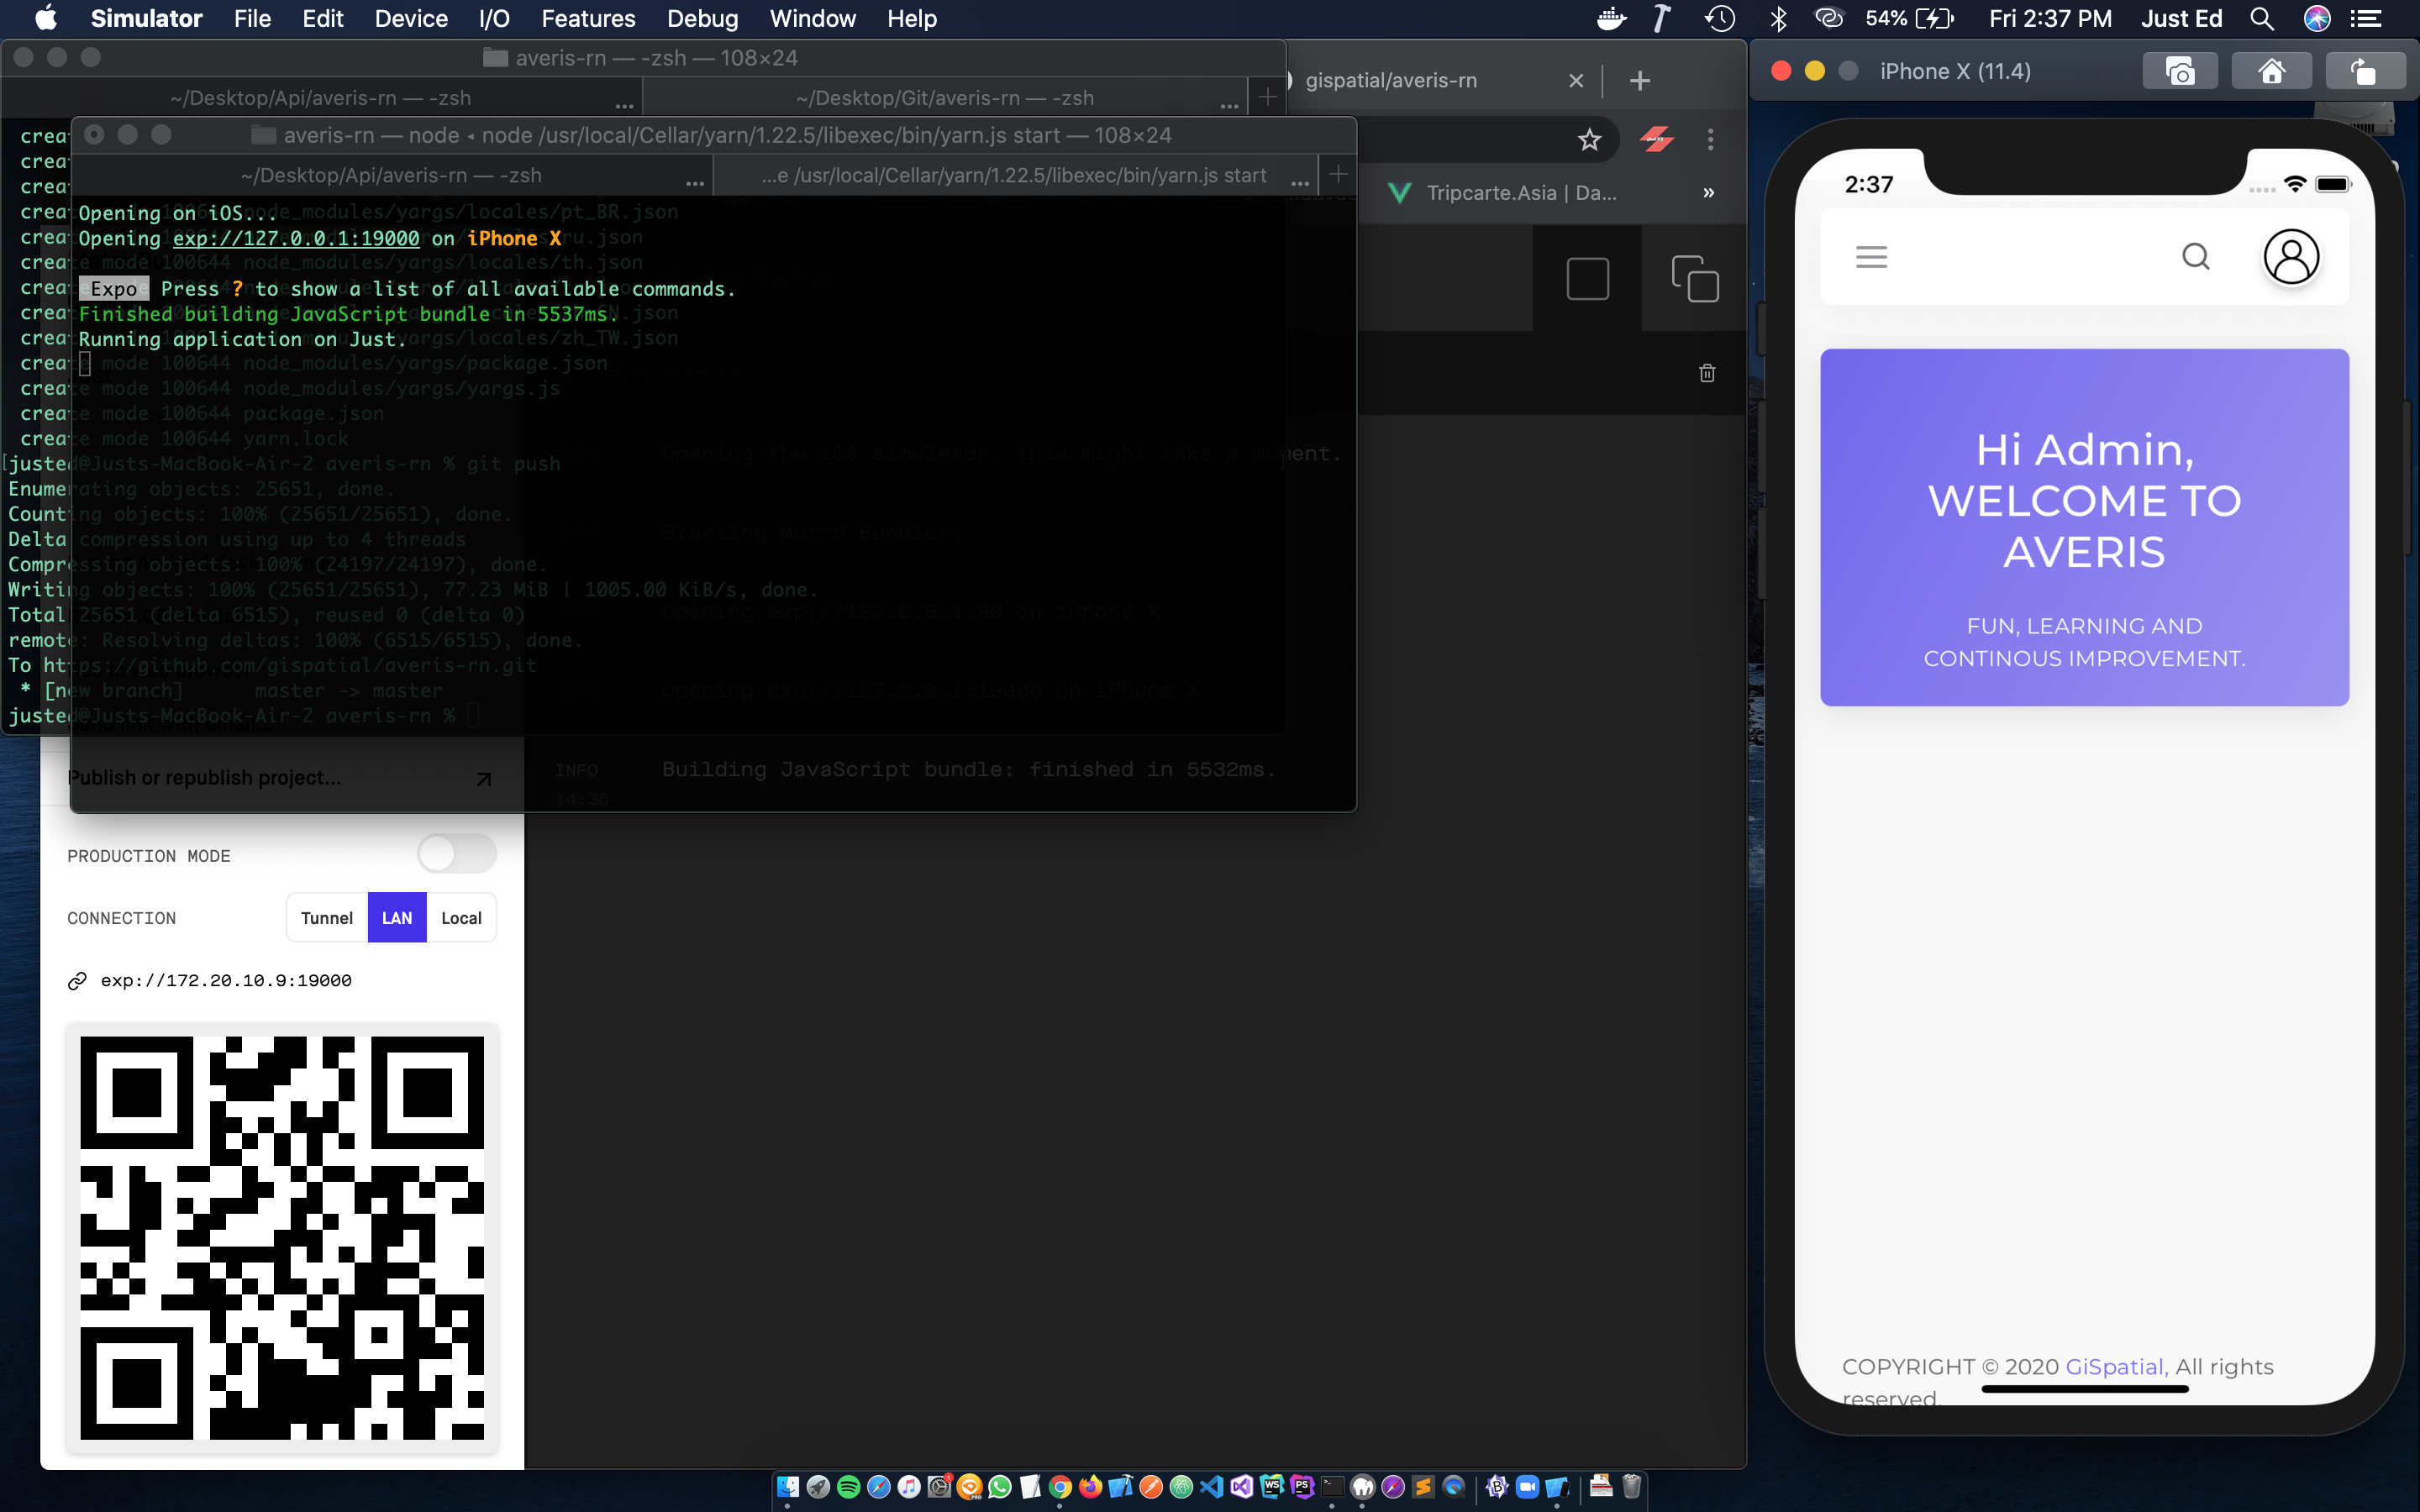 Simulator File Edit Device I/O Features Debug Window Help
54% Fri 2:37 PM Just Ed
averis-rn — -zsh — 108×24
~/Desktop/Api/averis-rn — -zsh ... ~/Desktop/Git/averis-rn — -zsh ...
gispatial/averis-rn
Tripcarte.Asia | Da... »
averis-rn — node ◂ node /usr/local/Cellar/yarn/1.22.5/libexec/bin/yarn.js start — 108×24
~/Desktop/Api/averis-rn — -zsh ... ...e /usr/local/Cellar/yarn/1.22.5/libexec/bin/yarn.js start ...
Opening on iOS...
Opening exp://127.0.0.1:19000 on iPhone X
Expo Press ? to show a list of all available commands.
Finished building JavaScript bundle in 5537ms.
Running application on Just.
create mode 100644 node_modules/yargs/locales/pt_BR.json
create mode 100644 node_modules/yargs/locales/th.json
create mode 100644 node_modules/yargs/locales/zh_TW.json
create mode 100644 node_modules/yargs/package.json
create mode 100644 node_modules/yargs/yargs.js
create mode 100644 package.json
create mode 100644 yarn.lock
[justed@Justs-MacBook-Air-2 averis-rn % git push
Enumerating objects: 25651, done.
Counting objects: 100% (25651/25651), done.
Delta compression using up to 4 threads
Compressing objects: 100% (24197/24197), done.
Writing objects: 100% (25651/25651), 77.23 MiB | 1005.00 KiB/s, done.
Total 25651 (delta 6515), reused 0 (delta 0)
remote: Resolving deltas: 100% (6515/6515), done.
To https://github.com/gispatial/averis-rn.git
* [new branch] master -> master
justed@Justs-MacBook-Air-2 averis-rn %
Opening the iOS simulator, this might take a moment.
Starting Metro Bundler.
Opening exp://127.0.0.1:80 on iPhone X
Opening exp://127.0.0.1:19000 on iPhone X
INFO Building JavaScript bundle: finished in 5532ms.
14:36
Publish or republish project...
PRODUCTION MODE
CONNECTION Tunnel LAN Local
exp://172.20.10.9:19000
iPhone X (11.4)
2:37
Hi Admin,
WELCOME TO
AVERIS
FUN, LEARNING AND
CONTINOUS IMPROVEMENT.
COPYRIGHT © 2020 GiSpatial, All rights
reserved.